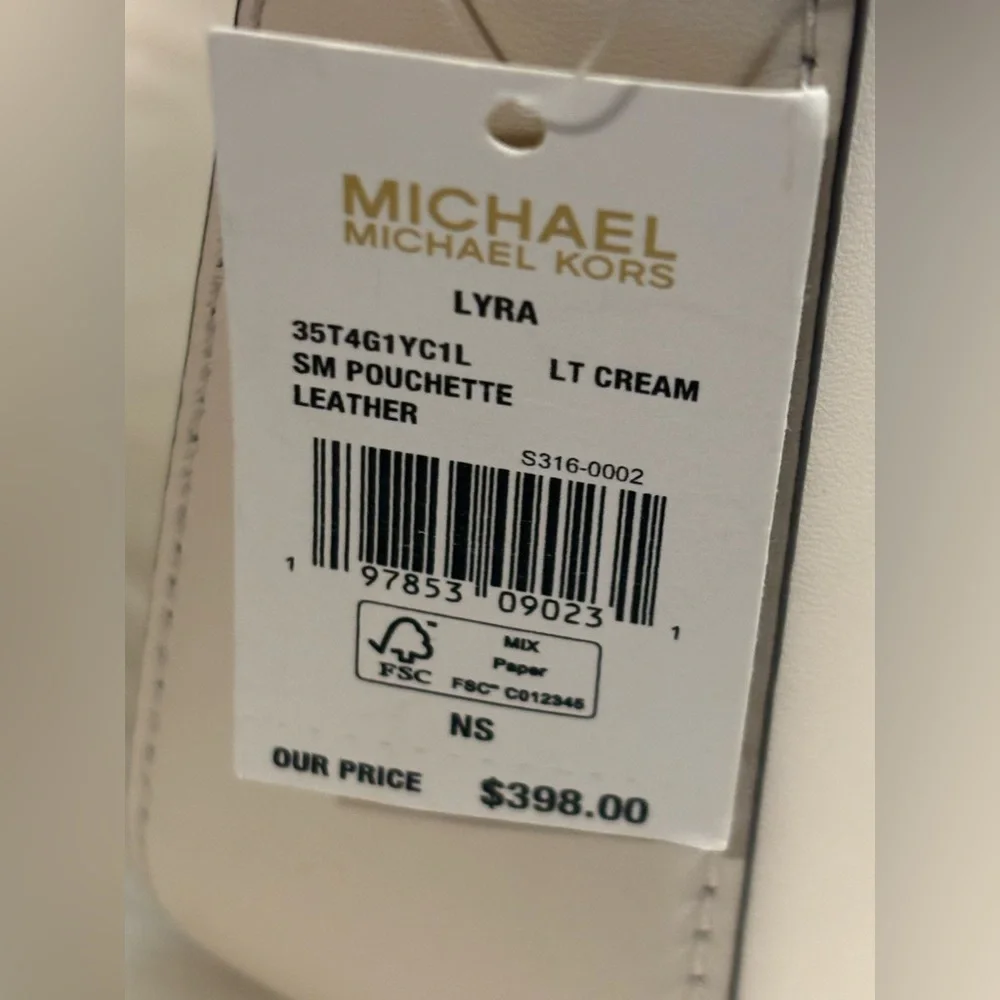 MICHAEL
MICHAEL KORS
LYRA
35T4G1YC1L
LT CREAM
SM POUCHETTE
LEATHER
S316-0002
1 97853 09023 1
FSC
MIX
Paper
FSC™ C012345
NS
OUR PRICE $398.00